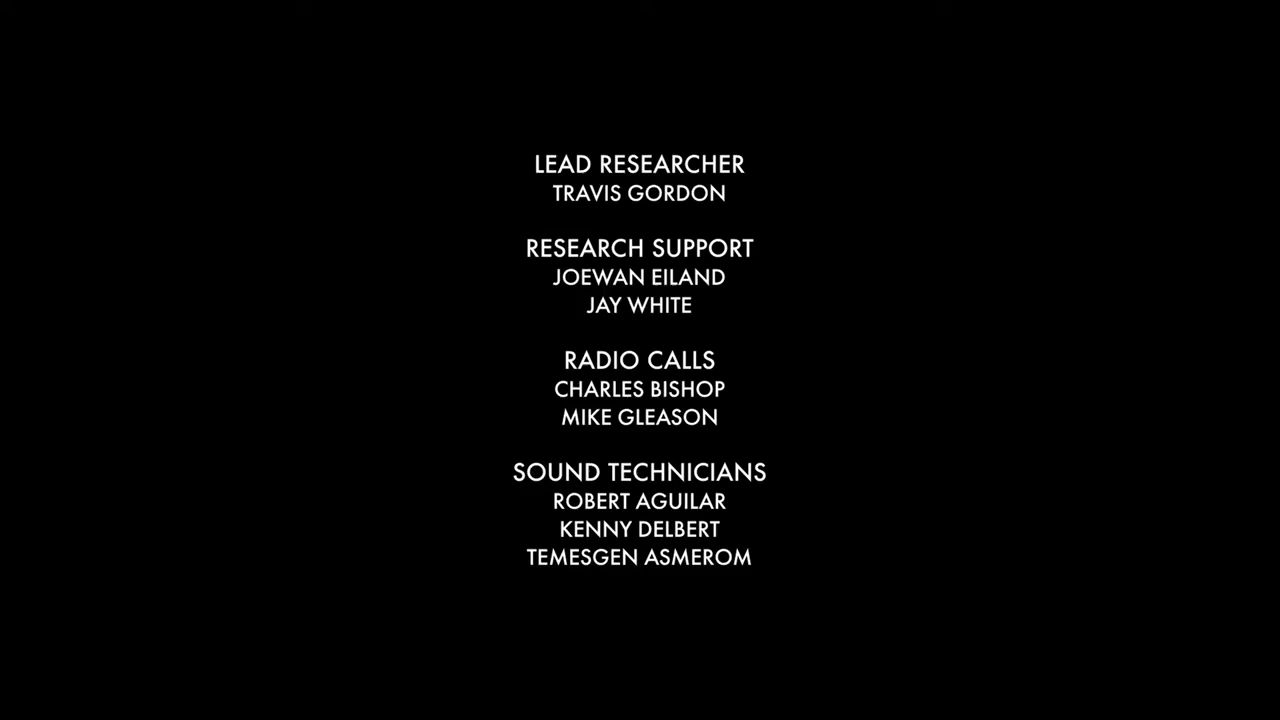 LEAD RESEARCHER
TRAVIS GORDON
RESEARCH SUPPORT
JOEWAN EILAND
JAY WHITE
RADIO CALLS
CHARLES BISHOP
MIKE GLEASON
SOUND TECHNICIANS
ROBERT AGUILAR
KENNY DELBERT
TEMESGEN ASMEROM